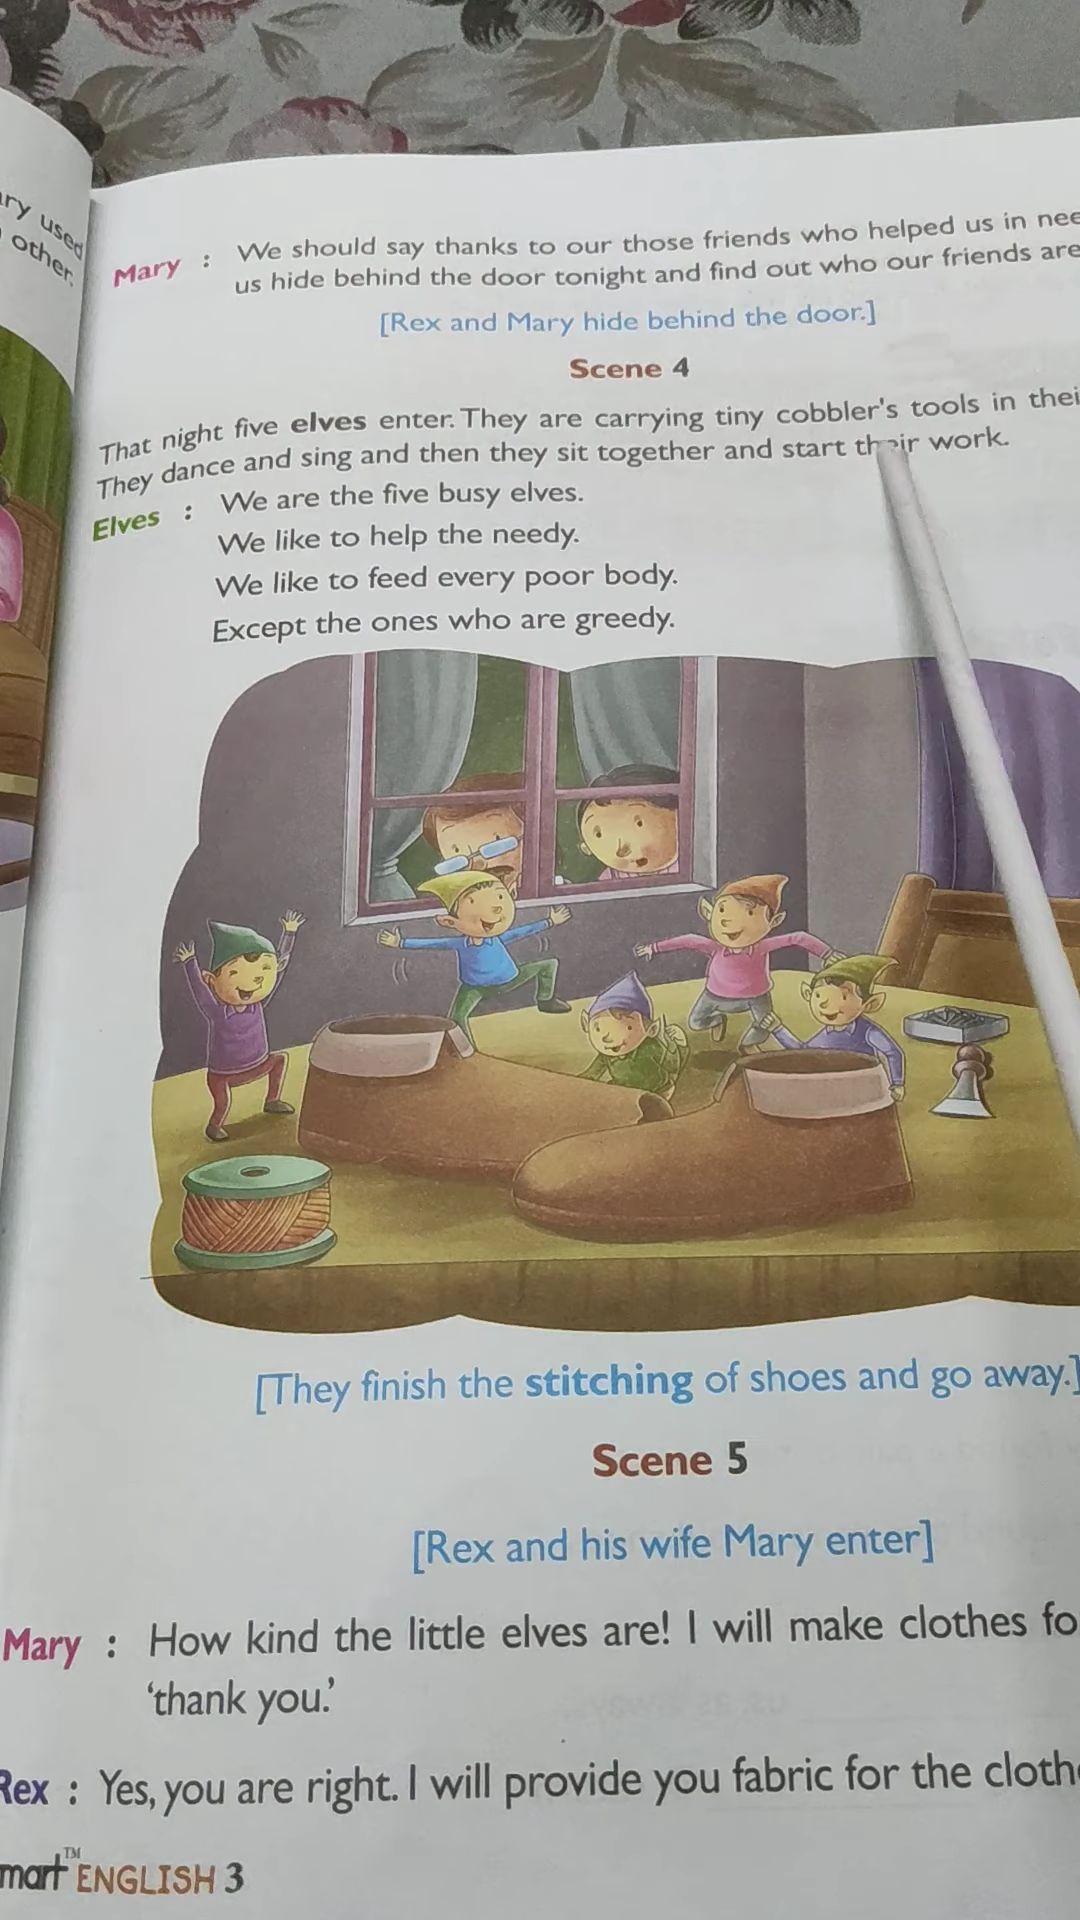 ary used
other.
Mary : We should say thanks to our those friends who helped us in
us hide behind the door tonight and find out who our friends are
[Rex and Mary hide behind the door.]
Scene 4
That night five elves enter. They are carrying tiny cobbler's tools in
They dance and sing and then they sit together and start their work.
Elves : We are the five busy elves.
We like to help the needy.
We like to feed every poor body.
Except the ones who are greedy.
[They finish the stitching of shoes and go away.]
Scene 5
[Rex and his wife Mary enter]
Mary : How kind the little elves are! I will make clothes fo
'thank you.'
Rex : Yes, you are right. I will provide you fabric for the cloth
mart™ ENGLISH 3